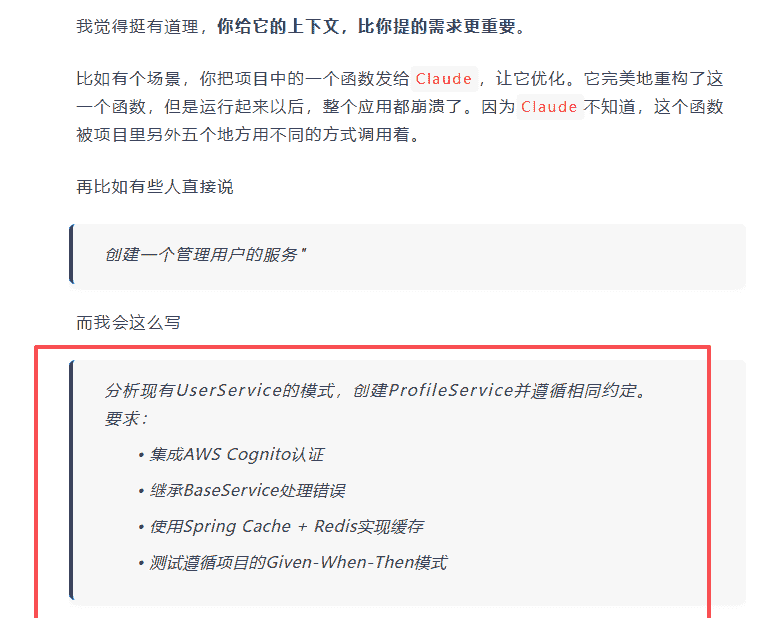 我觉得挺有道理，你给它的上下文，比你提的需求更重要。
比如有个场景，你把项目中的一个函数发给 Claude ，让它优化。它完美地重构了这
一个函数，但是运行起来以后，整个应用都崩溃了。因为 Claude 不知道，这个函数
被项目里另外五个地方用不同的方式调用着。
再比如有些人直接说
创建一个管理用户的服务"
而我会这么写
分析现有UserService的模式，创建ProfileService并遵循相同约定。
要求：
• 集成AWS Cognito认证
• 继承BaseService处理错误
• 使用Spring Cache + Redis实现缓存
• 测试遵循项目的Given-When-Then模式